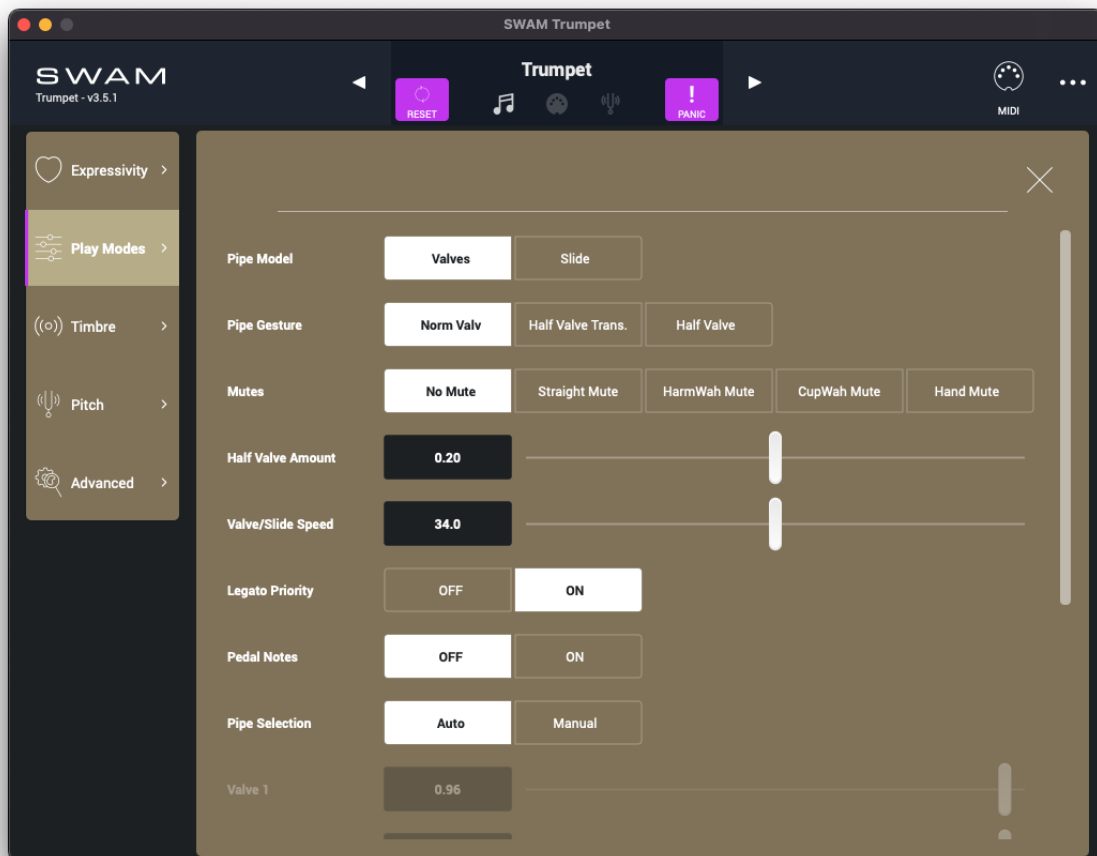 SWAM Trumpet
SWAM
Trumpet - v3.5.1
Trumpet
RESET
!
PANIC
MIDI
Expressivity
Play Modes
Timbre
Pitch
Advanced
Pipe Model Valves Slide
Pipe Gesture Norm Valv Half Valve Trans. Half Valve
Mutes No Mute Straight Mute HarmWah Mute CupWah Mute Hand Mute
Half Valve Amount 0.20
Valve/Slide Speed 34.0
Legato Priority OFF ON
Pedal Notes OFF ON
Pipe Selection Auto Manual
Valve 1 0.96